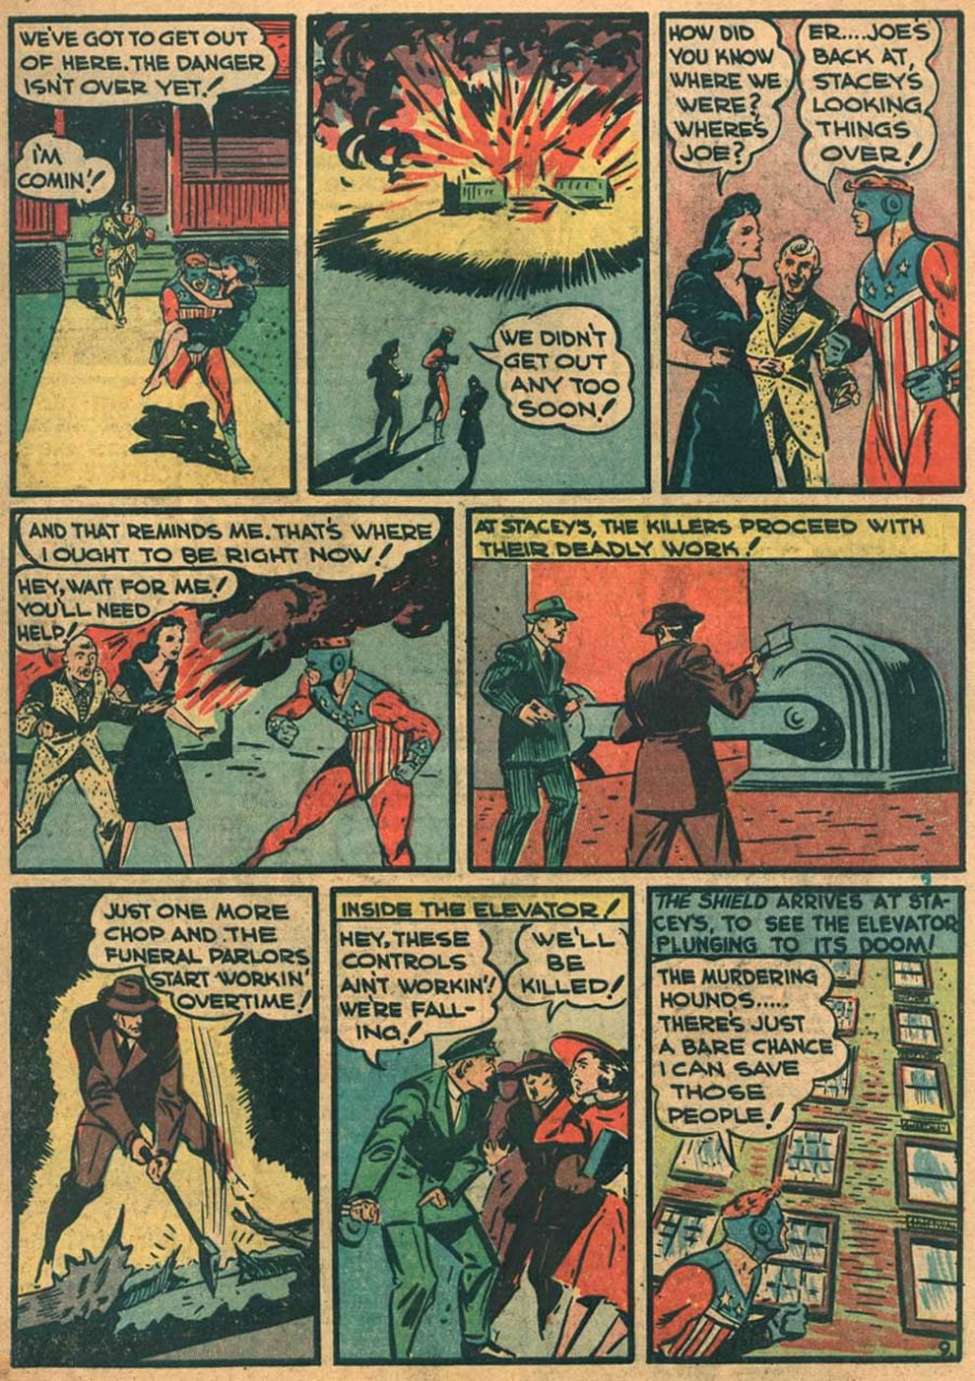 WE'VE GOT TO GET OUT
OF HERE. THE DANGER
ISN'T OVER YET!
I'M
COMIN'!
WE DIDN'T
GET OUT
ANY TOO
SOON!
HOW DID
YOU KNOW
WHERE WE
WERE?
WHERE'S
JOE?
ER....JOE'S
BACK AT
STACEY'S
LOOKING
THINGS
OVER!
AND THAT REMINDS ME. THAT'S WHERE
I OUGHT TO BE RIGHT NOW!
HEY, WAIT FOR ME!
YOU'LL NEED
HELP!
AT STACEY'S, THE KILLERS PROCEED WITH
THEIR DEADLY WORK!
JUST ONE MORE
CHOP AND THE
FUNERAL PARLORS
START WORKIN'
OVERTIME!
INSIDE THE ELEVATOR!
HEY, THESE
CONTROLS
AIN'T WORKIN'!
WE'RE FALL-
ING!
WE'LL
BE
KILLED!
THE SHIELD ARRIVES AT STA-
CEY'S, TO SEE THE ELEVATOR
PLUNGING TO ITS DOOM!
THE MURDERING
HOUNDS.....
THERE'S JUST
A BARE CHANCE
I CAN SAVE
THOSE
PEOPLE!
9.